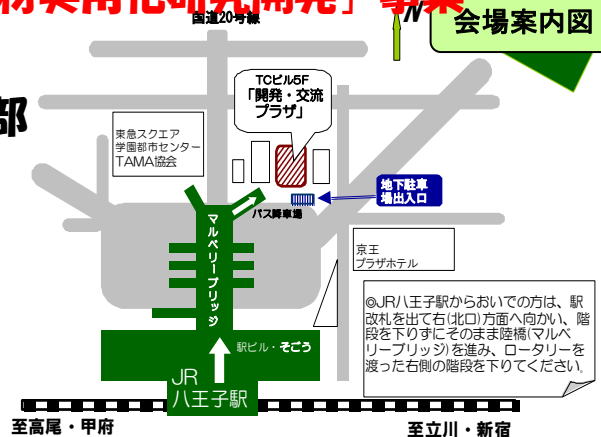 材実用化研究開発」事業
国道20号線
N
会場案内図
部
TCビル5F
「開発・交流
プラザ」
東急スクエア
学園都市センター
TAMA協会
地下駐車
場出入口
バス降車場
マルベリーブリッジ
京王
プラザホテル
◎JR八王子駅からおいでの方は、駅
改札を出て右(北口)方面へ向かい、階
段を下りずにそのまま陸橋(マルベ
リーブリッジ)を進み、ロータリーを
渡った右側の階段を下りてください。
駅ビル・そごう
JR
八王子駅
至高尾・甲府
至立川・新宿